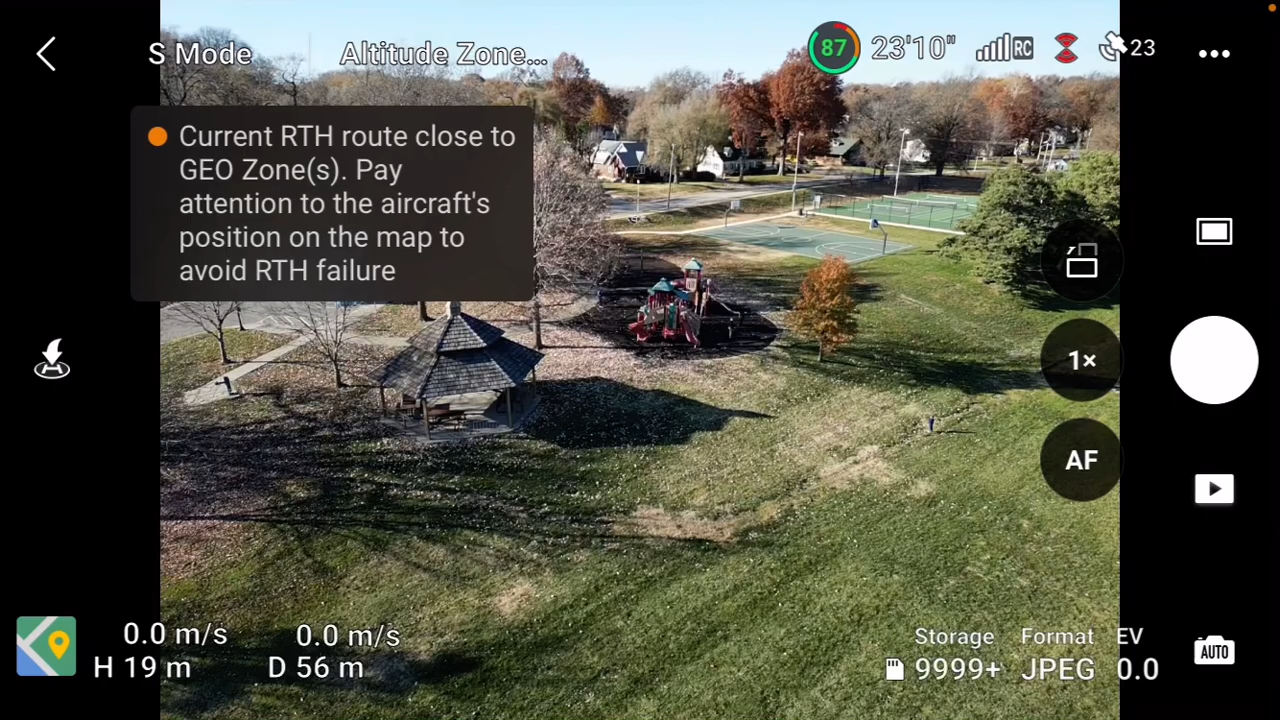 S Mode
Altitude Zone...
87 23'10" RC 23
Current RTH route close to
GEO Zone(s). Pay
attention to the aircraft's
position on the map to
avoid RTH failure
1×
AF
0.0 m/s 0.0 m/s
H 19 m D 56 m
Storage Format EV
9999+ JPEG 0.0
AUTO